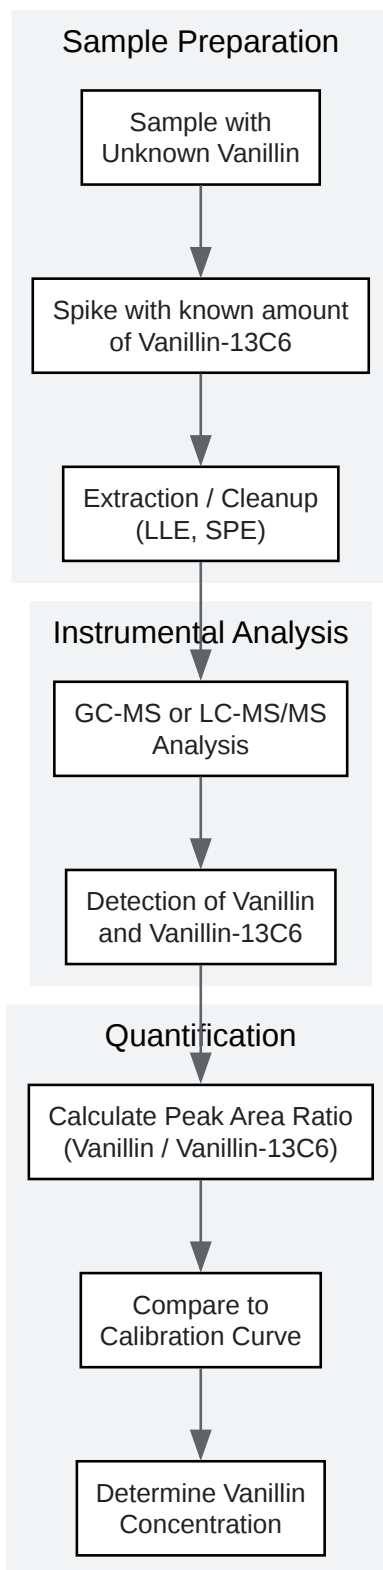 Sample Preparation
Sample with
Unknown Vanillin
Spike with known amount
of Vanillin-13C6
Extraction / Cleanup
(LLE, SPE)
Instrumental Analysis
GC-MS or LC-MS/MS
Analysis
Detection of Vanillin
and Vanillin-13C6
Quantification
Calculate Peak Area Ratio
(Vanillin / Vanillin-13C6)
Compare to
Calibration Curve
Determine Vanillin
Concentration